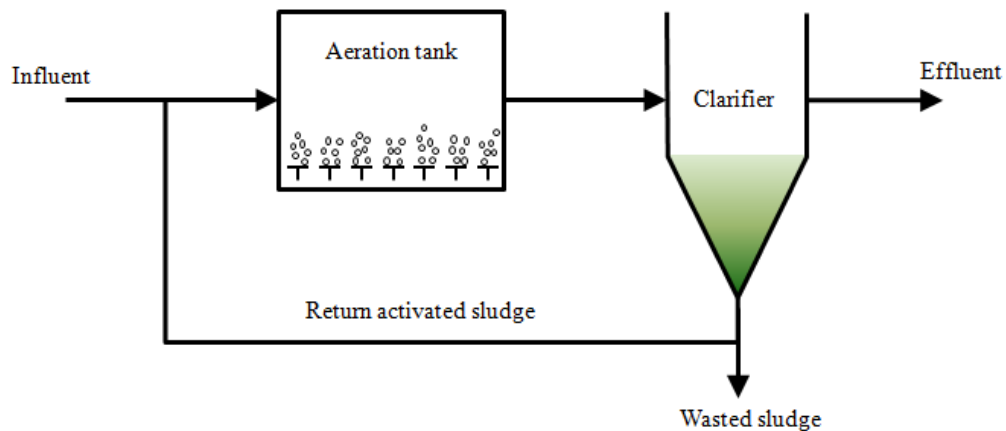 Aeration tank
Influent
Effluent
Clarifier
Return activated sludge
Wasted sludge